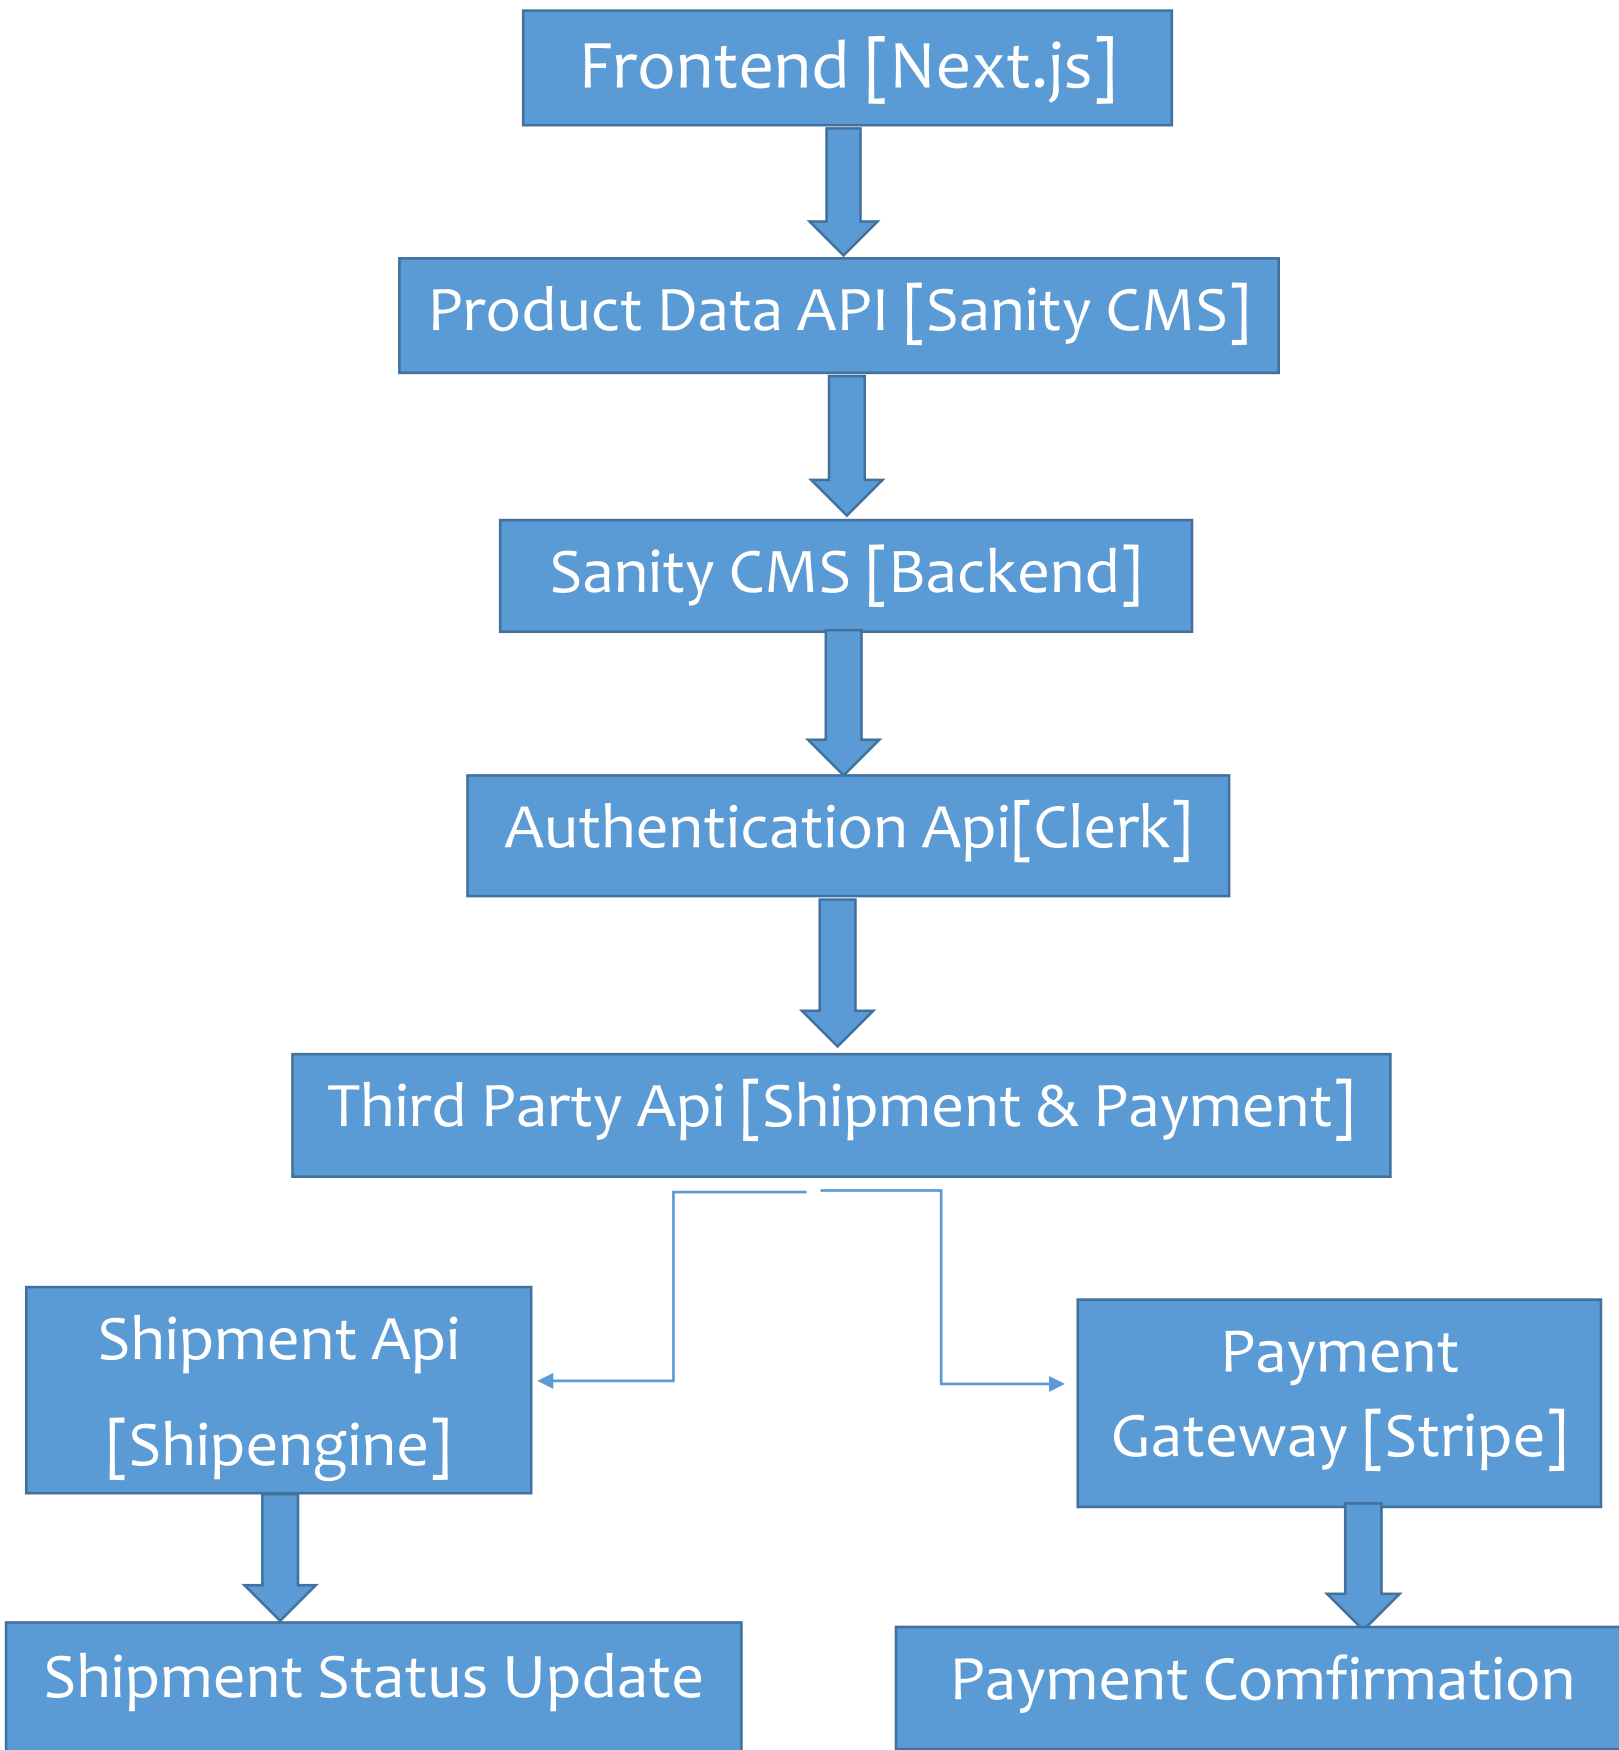 Frontend [Next.js]
Product Data API [Sanity CMS]
Sanity CMS [Backend]
Authentication Api[Clerk]
Third Party Api [Shipment & Payment]
Shipment Api
[Shipengine]
Payment
Gateway [Stripe]
Shipment Status Update
Payment Comfirmation